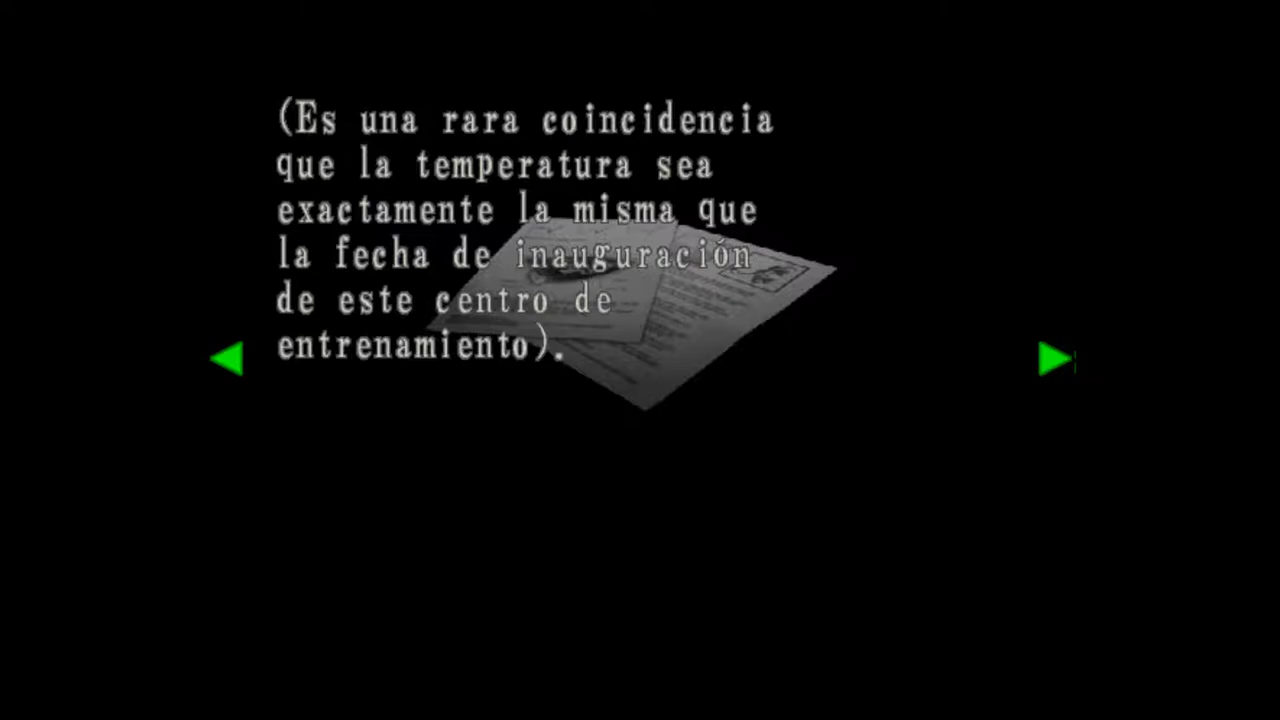 (Es una rara coincidencia
que la temperatura sea
exactamente la misma que
la fecha de inauguración
de este centro de
entrenamiento).